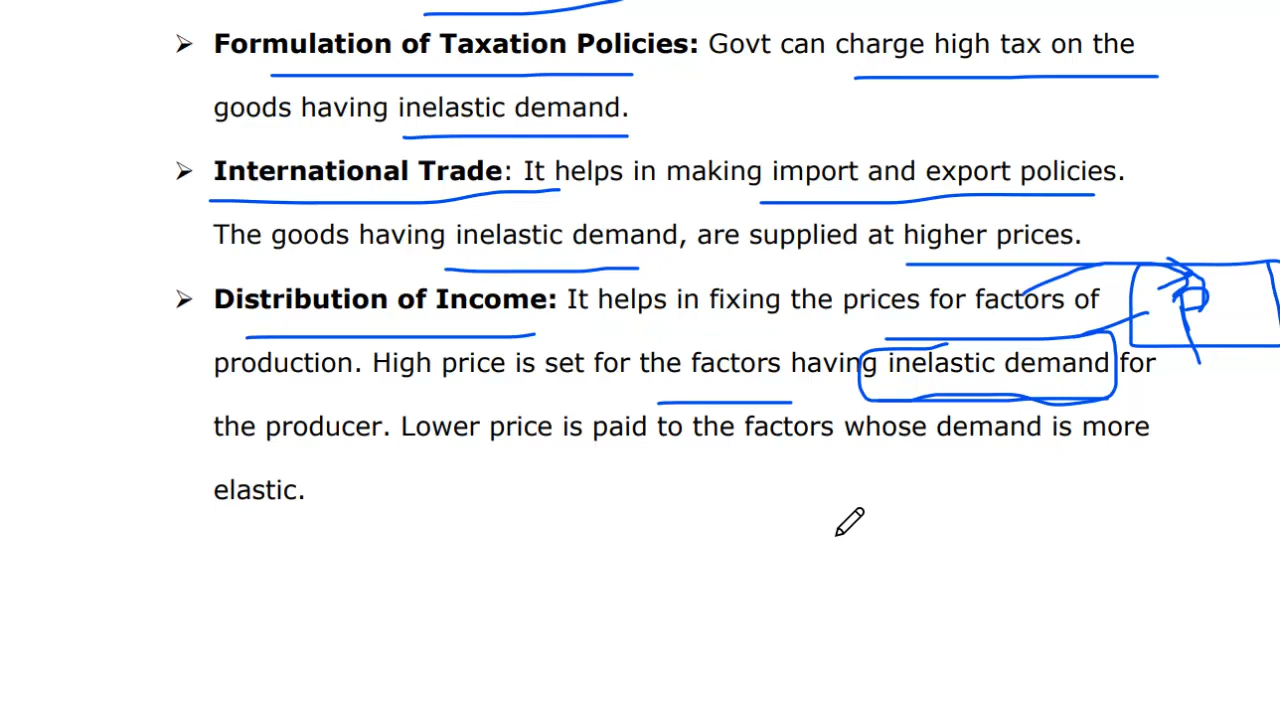 ➢ Formulation of Taxation Policies: Govt can charge high tax on the
goods having inelastic demand.
➢ International Trade: It helps in making import and export policies.
The goods having inelastic demand, are supplied at higher prices.
➢ Distribution of Income: It helps in fixing the prices for factors of
P
production. High price is set for the factors having inelastic demand for
the producer. Lower price is paid to the factors whose demand is more
elastic.